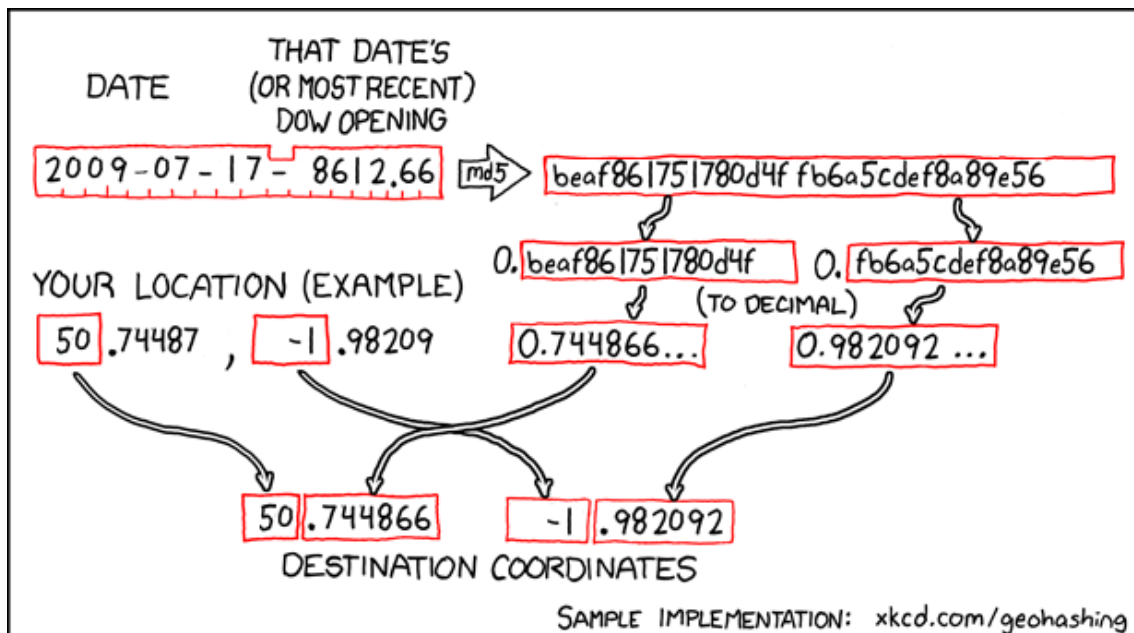 DATE
THAT DATE'S
(OR MOST RECENT)
DOW OPENING
2009-07-17-8612.66
md5
beaf861751780d4ffb6a5cdef8a89e56
0.beaf861751780d4f
0.fb6a5cdef8a89e56
YOUR LOCATION (EXAMPLE)
(TO DECIMAL)
50.74487, -1.98209
0.744866...
0.982092...
50.744866
-1.982092
DESTINATION COORDINATES
SAMPLE IMPLEMENTATION: xkcd.com/geohashing